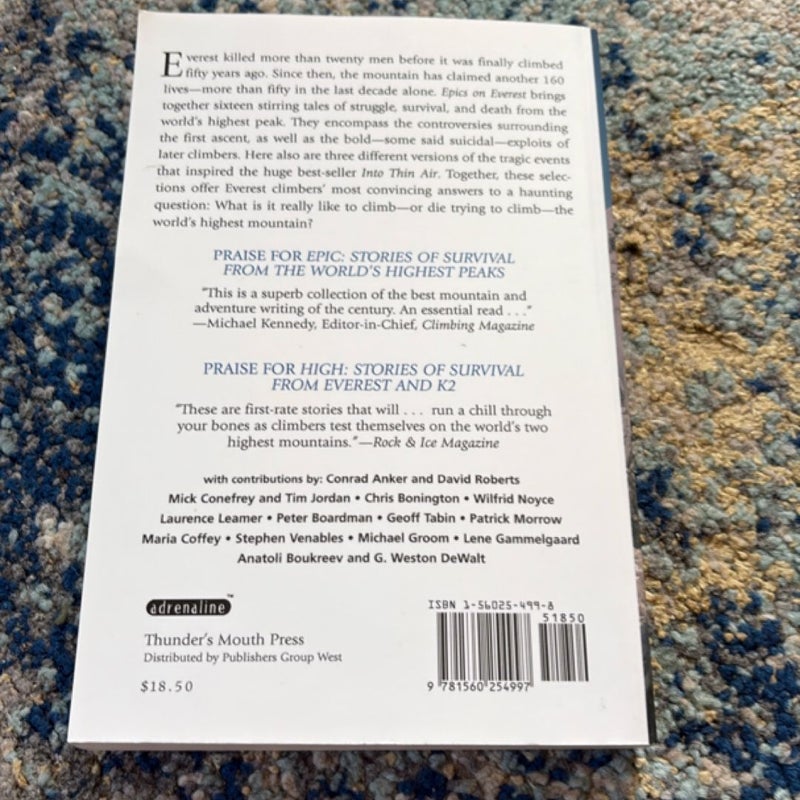 Everest killed more than twenty men before it was finally climbed
fifty years ago. Since then, the mountain has claimed another 160
lives—more than fifty in the last decade alone. Epics on Everest brings
together sixteen stirring tales of struggle, survival, and death from the
world's highest peak. They encompass the controversies surrounding
the first ascent, as well as the bold—some said suicidal—exploits of
later climbers. Here also are three different versions of the tragic events
that inspired the huge best-seller Into Thin Air. Together, these selec-
tions offer Everest climbers' most convincing answers to a haunting
question: What is it really like to climb—or die trying to climb—the
world's highest mountain?
PRAISE FOR EPIC: STORIES OF SURVIVAL
FROM THE WORLD'S HIGHEST PEAKS
"This is a superb collection of the best mountain and
adventure writing of the century. An essential read . . ."
—Michael Kennedy, Editor-in-Chief, Climbing Magazine
PRAISE FOR HIGH: STORIES OF SURVIVAL
FROM EVEREST AND K2
"These are first-rate stories that will . . . run a chill through
your bones as climbers test themselves on the world's two
highest mountains."—Rock & Ice Magazine
with contributions by: Conrad Anker and David Roberts
Mick Conefrey and Tim Jordan • Chris Bonington • Wilfrid Noyce
Laurence Leamer • Peter Boardman • Geoff Tabin • Patrick Morrow
Maria Coffey • Stephen Venables • Michael Groom • Lene Gammelgaard
Anatoli Boukreev and G. Weston DeWalt
adrenaline™
Thunder's Mouth Press
Distributed by Publishers Group West
$18.50
ISBN 1-56025-499-8
51850
9 781560 254997